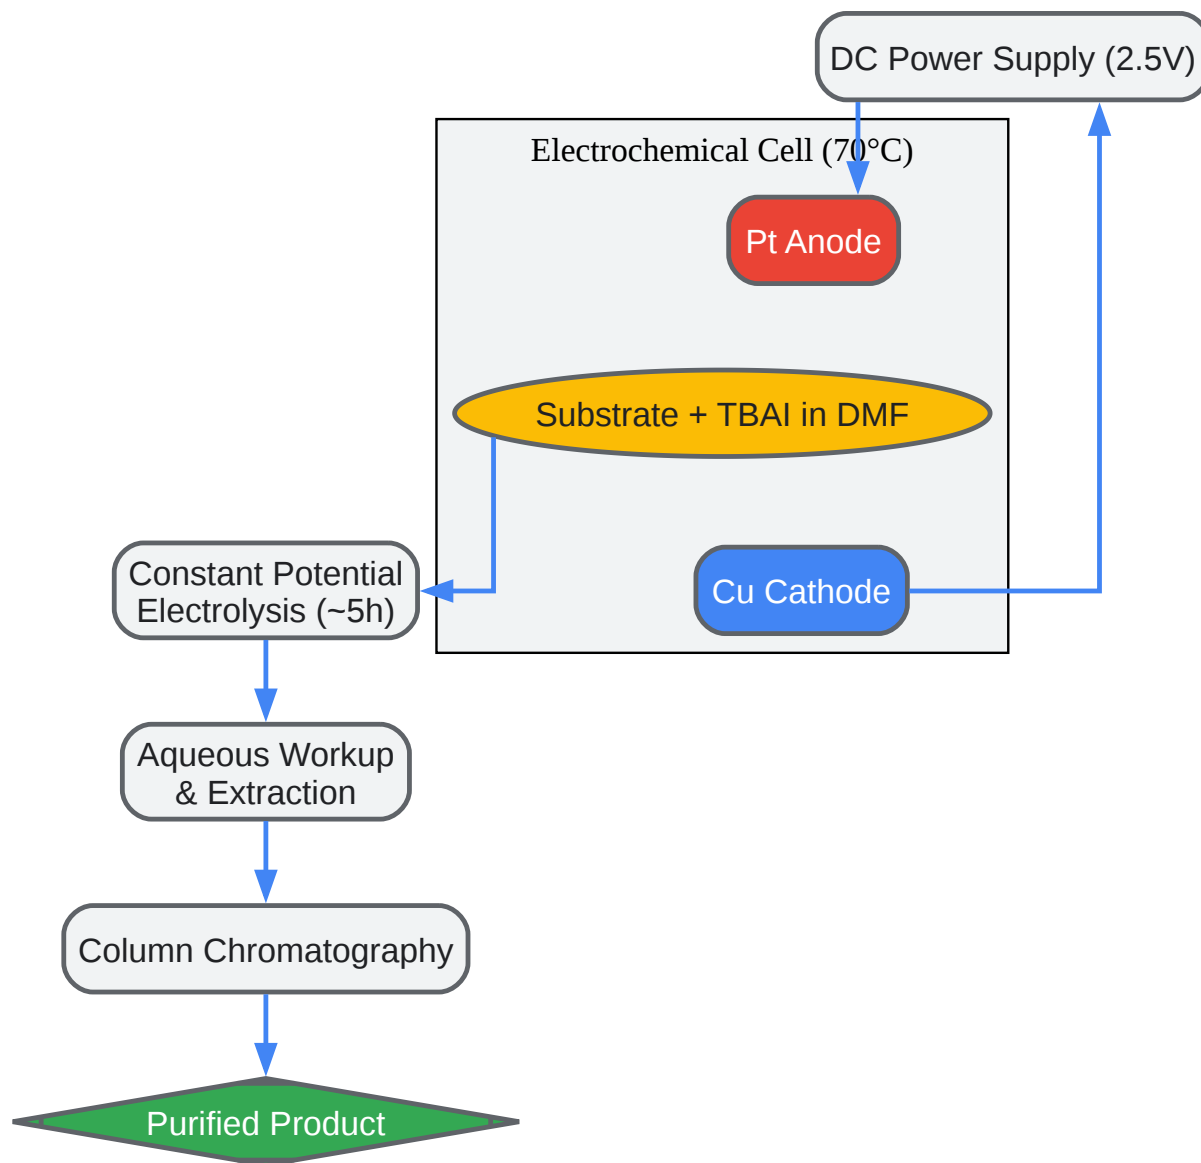 DC Power Supply (2.5V)
Electrochemical Cell (70°C)
Pt Anode
Substrate + TBAI in DMF
Constant Potential
Electrolysis (~5h)
Cu Cathode
Aqueous Workup
& Extraction
Column Chromatography
Purified Product